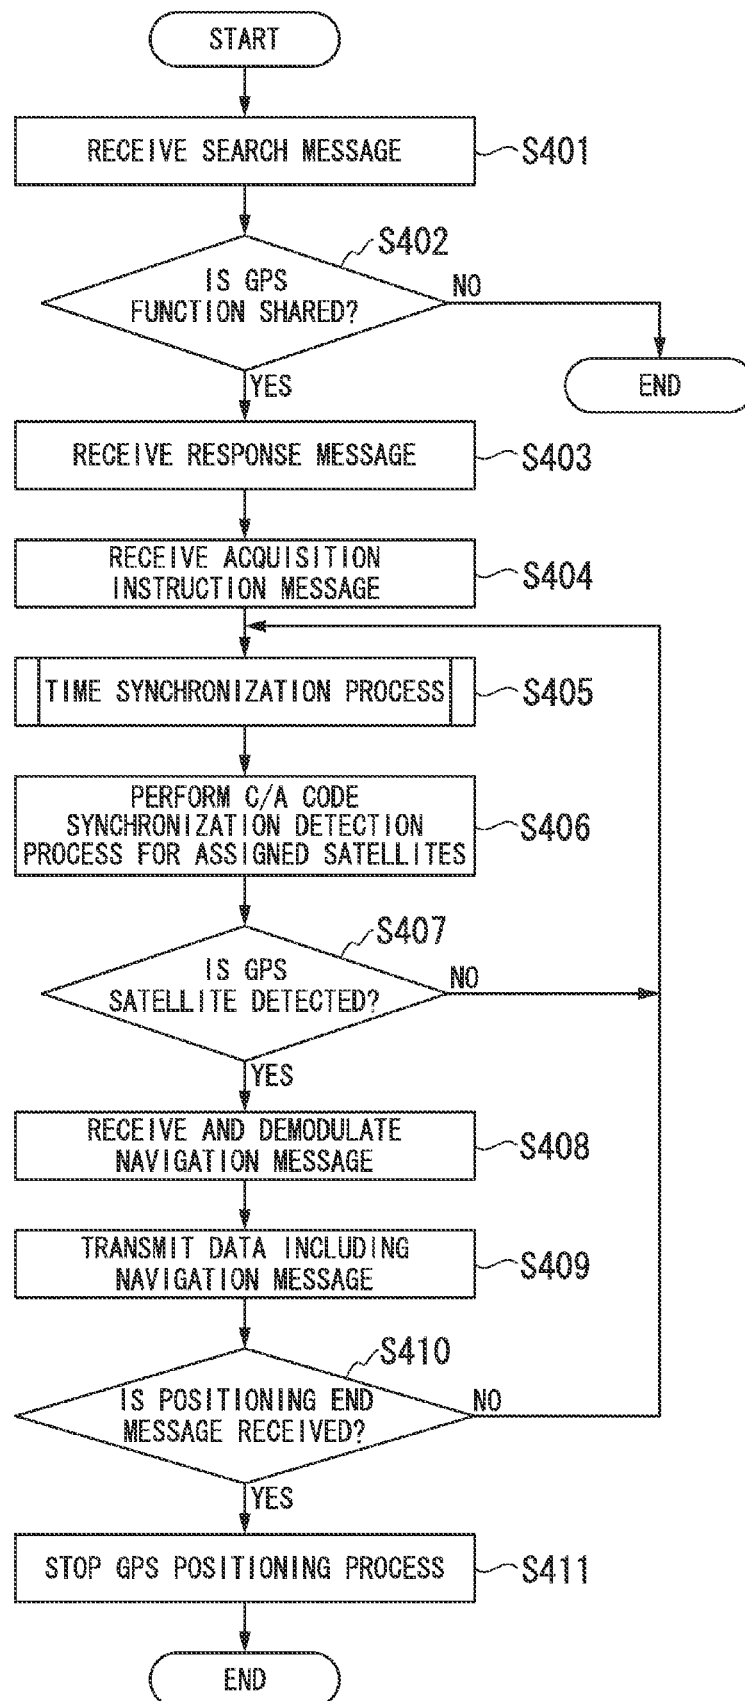 START
RECEIVE SEARCH MESSAGE
S401
S402
IS GPS
FUNCTION SHARED?
NO
END
YES
RECEIVE RESPONSE MESSAGE
S403
RECEIVE ACQUISITION
INSTRUCTION MESSAGE
S404
TIME SYNCHRONIZATION PROCESS
S405
PERFORM C/A CODE
SYNCHRONIZATION DETECTION
PROCESS FOR ASSIGNED SATELLITES
S406
S407
IS GPS
SATELLITE DETECTED?
NO
YES
RECEIVE AND DEMODULATE
NAVIGATION MESSAGE
S408
TRANSMIT DATA INCLUDING
NAVIGATION MESSAGE
S409
S410
IS POSITIONING END
MESSAGE RECEIVED?
NO
YES
STOP GPS POSITIONING PROCESS
S411
END